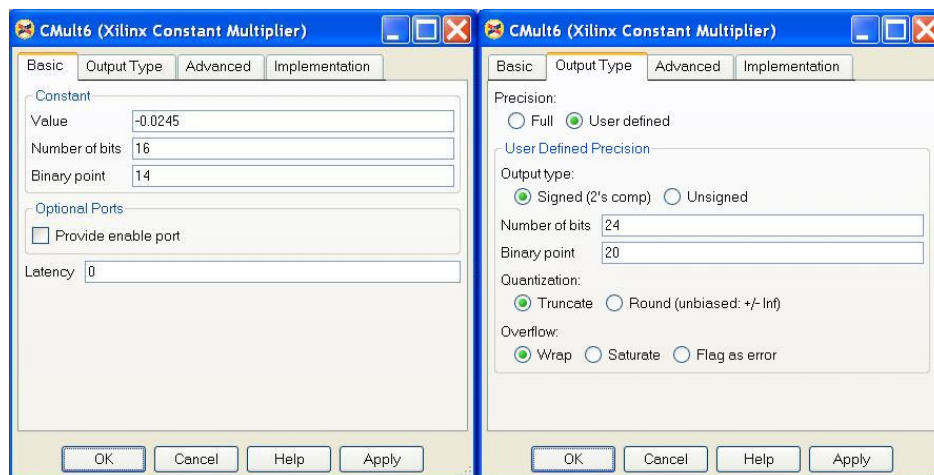 CMult6 (Xilinx Constant Multiplier)
Basic Output Type Advanced Implementation
Constant
Value -0.0245
Number of bits 16
Binary point 14
Optional Ports
Provide enable port
Latency 0
OK Cancel Help Apply
CMult6 (Xilinx Constant Multiplier)
Basic Output Type Advanced Implementation
Precision:
Full User defined
User Defined Precision
Output type:
Signed (2's comp) Unsigned
Number of bits 24
Binary point 20
Quantization:
Truncate Round (unbiased: +/- Inf)
Overflow:
Wrap Saturate Flag as error
OK Cancel Help Apply